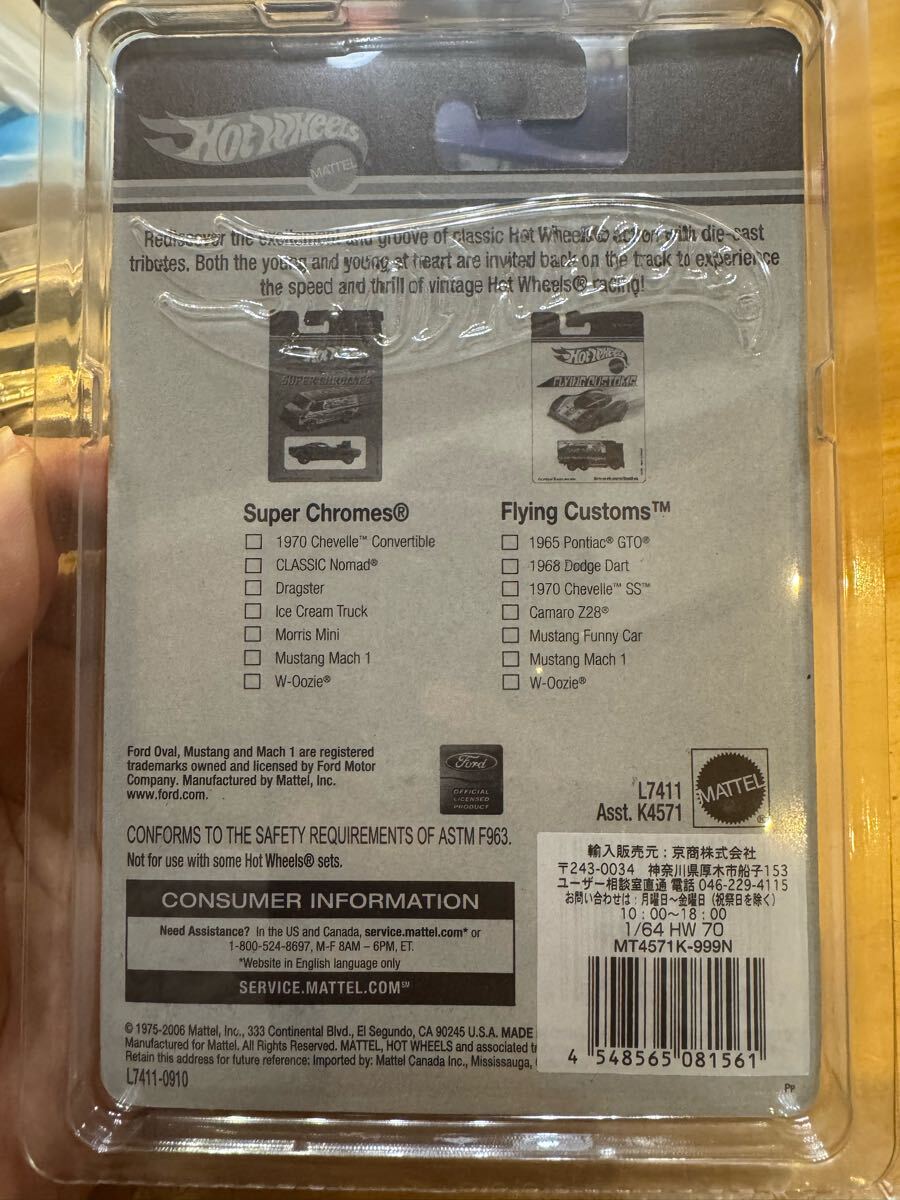 Hot Wheels
MATTEL
Rediscover the excitement and groove of classic Hot Wheels® action with die-cast
tributes. Both the young and young at heart are invited back on the track to experience
the speed and thrill of vintage Hot Wheels® racing!
HOT WHEELS
SUPER CHROMES
HOT WHEELS
FLYING CUSTOMS
Super Chromes®
1970 Chevelle™ Convertible
CLASSIC Nomad®
Dragster
Ice Cream Truck
Morris Mini
Mustang Mach 1
W-Oozie®
Flying Customs™
1965 Pontiac® GTO®
1968 Dodge Dart
1970 Chevelle™ SS™
Camaro Z28®
Mustang Funny Car
Mustang Mach 1
W-Oozie®
Ford Oval, Mustang and Mach 1 are registered
trademarks owned and licensed by Ford Motor
Company. Manufactured by Mattel, Inc.
www.ford.com.
Ford
OFFICIAL
LICENSED
PRODUCT
L7411
Asst. K4571
MATTEL
®
CONFORMS TO THE SAFETY REQUIREMENTS OF ASTM F963.
Not for use with some Hot Wheels® sets.
CONSUMER INFORMATION
Need Assistance? In the US and Canada, service.mattel.com* or
1-800-524-8697, M-F 8AM – 6PM, ET.
*Website in English language only
SERVICE.MATTEL.COM℠
© 1975-2006 Mattel, Inc., 333 Continental Blvd., El Segundo, CA 90245 U.S.A. MADE
Manufactured for Mattel. All Rights Reserved. MATTEL, HOT WHEELS and associated
Retain this address for future reference: Imported by: Mattel Canada Inc., Mississauga,
L7411-0910
輸入販売元：京商株式会社
〒243-0034 神奈川県厚木市船子153
ユーザー相談室直通 電話 046-229-4115
お問い合わせは：月曜日〜金曜日（祝祭日を除く）
10：00〜18：00
1/64 HW 70
MT4571K-999N
4 548565 081561
PP